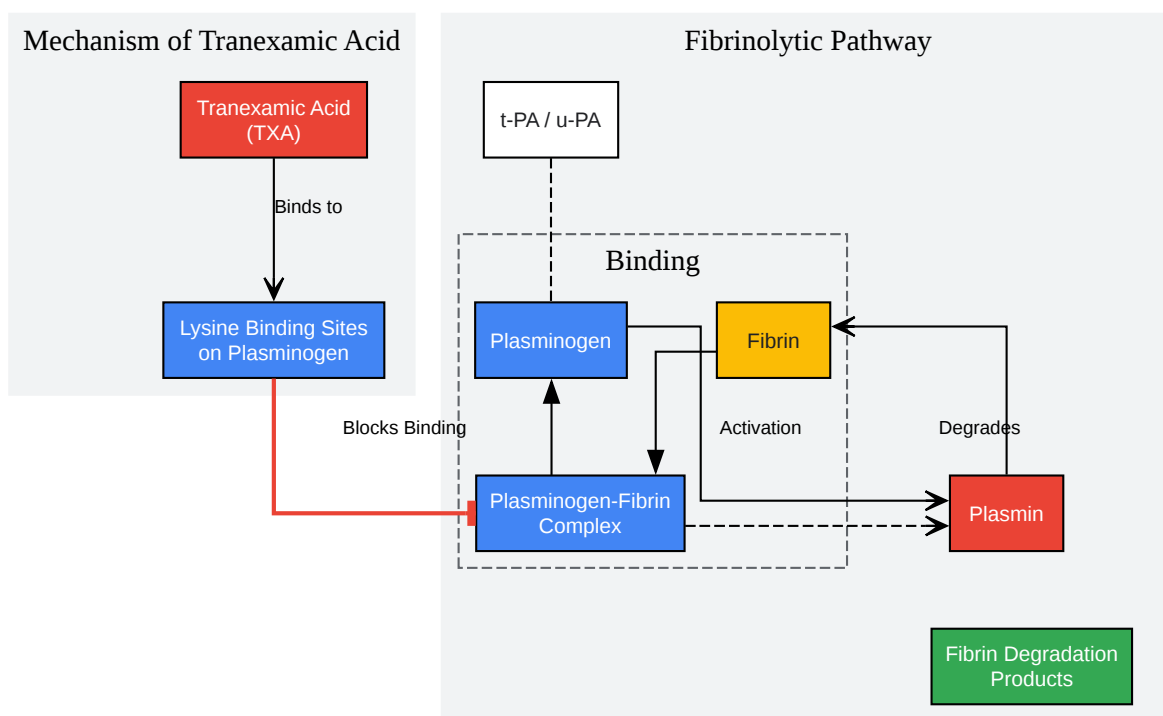 Mechanism of Tranexamic Acid
Fibrinolytic Pathway
Tranexamic Acid
(TXA)
t-PA / u-PA
Binds to
Binding
Lysine Binding Sites
on Plasminogen
Plasminogen
Fibrin
Blocks Binding
Activation
Degrades
Plasminogen-Fibrin
Complex
Plasmin
Fibrin Degradation
Products